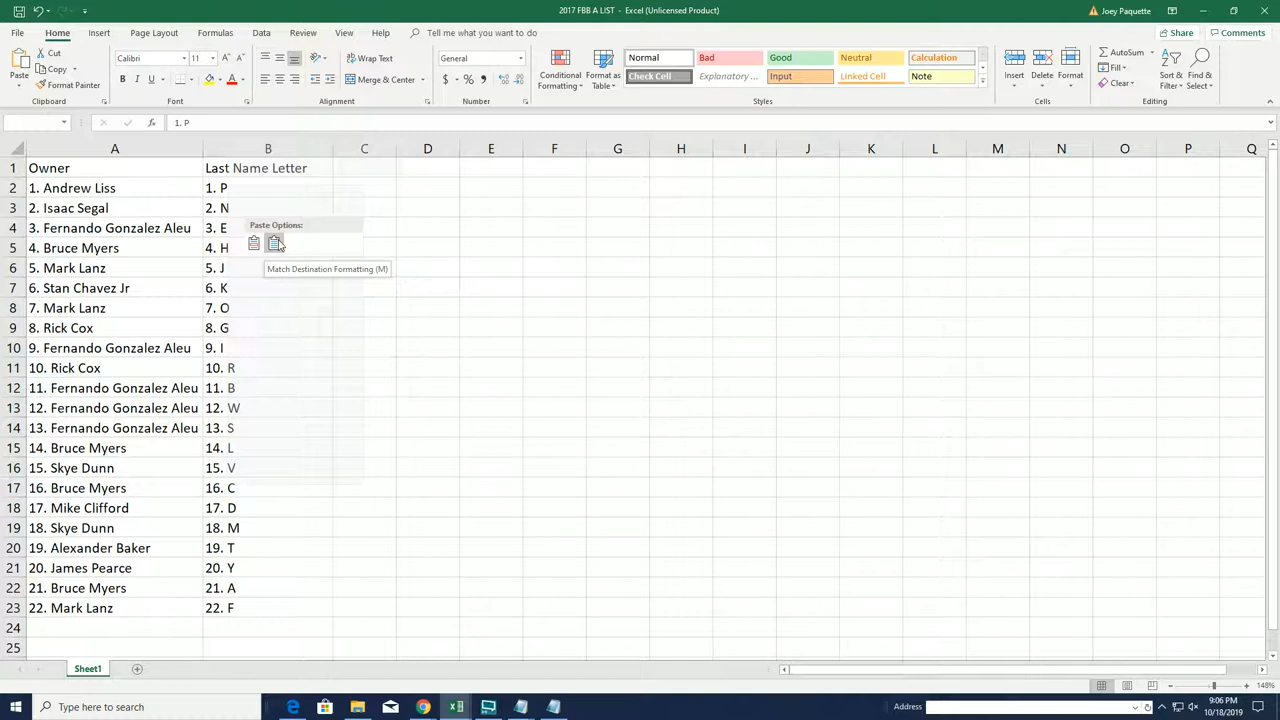 2017 FBB A LIST - Excel (Unlicensed Product)
Joey Paquette
File Home Insert Page Layout Formulas Data Review View Help Tell me what you want to do
Share Comments
Paste
Cut
Copy
Format Painter
Clipboard
Calibri 11
B I U
Font
Wrap Text
Merge & Center
Alignment
General
$ % ,
Number
Conditional Formatting
Format as Table
Normal Bad Good Neutral Calculation
Check Cell Explanatory ... Input Linked Cell Note
Styles
Insert Delete Format
Cells
AutoSum
Fill
Clear
Sort & Filter
Find & Select
Editing
1. P
A B C D E F G H I J K L M N O P Q
1 Owner Last Name Letter
2 1. Andrew Liss 1. P
3 2. Isaac Segal 2. N
4 3. Fernando Gonzalez Aleu 3. E
5 4. Bruce Myers 4. H
6 5. Mark Lanz 5. J
7 6. Stan Chavez Jr 6. K
8 7. Mark Lanz 7. O
9 8. Rick Cox 8. G
10 9. Fernando Gonzalez Aleu 9. I
11 10. Rick Cox 10. R
12 11. Fernando Gonzalez Aleu 11. B
13 12. Fernando Gonzalez Aleu 12. W
14 13. Fernando Gonzalez Aleu 13. S
15 14. Bruce Myers 14. L
16 15. Skye Dunn 15. V
17 16. Bruce Myers 16. C
18 17. Mike Clifford 17. D
19 18. Skye Dunn 18. M
20 19. Alexander Baker 19. T
21 20. James Pearce 20. Y
22 21. Bruce Myers 21. A
23 22. Mark Lanz 22. F
24
25
Paste Options:
Match Destination Formatting (M)
Sheet1
148%
Type here to search
Address
9:06 PM
10/18/2019